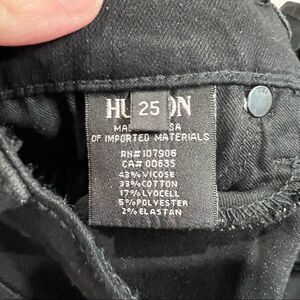 HU ON
25
MA SA
OF IMPORTED MATERIALS
RN#107906
CA# 00635
43% VICOSE
33% COTTON
17% LYOCELL
5% POLYESTER
2% ELASTAN